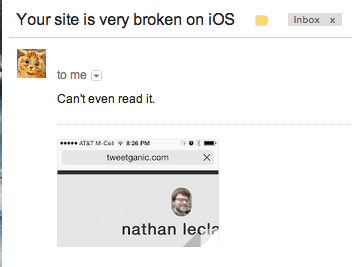 Your site is very broken on iOS
Inbox x
to me
Can't even read it.
●●●●● AT&T M-Cell 8:26 PM
tweetganic.com
nathan lecla